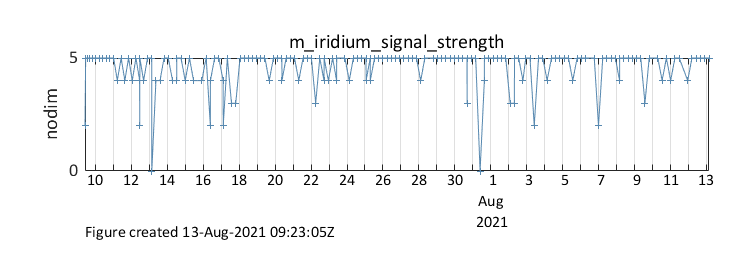 m_iridium_signal_strength
5
nodim
0
10 12 14 16 18 20 22 24 26 28 30 1 3 5 7 9 11 13
Aug
2021
Figure created 13-Aug-2021 09:23:05Z